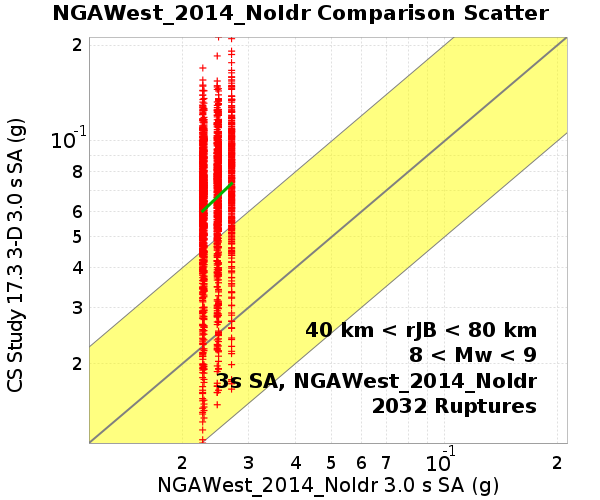 NGAWest_2014_NoIdr Comparison Scatter
CS Study 17.3 3-D 3.0 s SA (g)
2
10-1
8
6
5
4
3
2
40 km < rJB < 80 km
8 < Mw < 9
3s SA, NGAWest_2014_NoIdr
2032 Ruptures
2 3 4 5 6 7 10-1 2
NGAWest_2014_NoIdr 3.0 s SA (g)